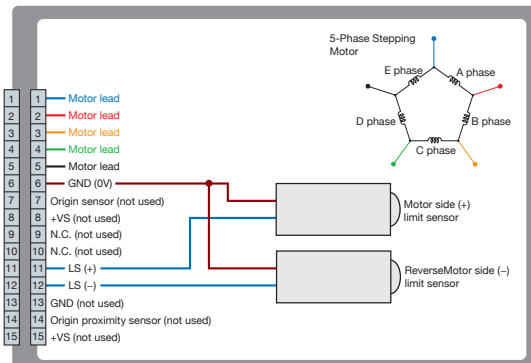 5-Phase Stepping
Motor
E phase
A phase
D phase
B phase
C phase
1 1 Motor lead
2 2 Motor lead
3 3 Motor lead
4 4 Motor lead
5 5 Motor lead
6 6 GND (0V)
7 7 Origin sensor (not used)
8 8 +VS (not used)
9 9 N.C. (not used)
10 10 N.C. (not used)
11 11 LS (+)
12 12 LS (–)
13 13 GND (not used)
14 14 Origin proximity sensor (not used)
15 15 +VS (not used)
Motor side (+)
limit sensor
ReverseMotor side (–)
limit sensor